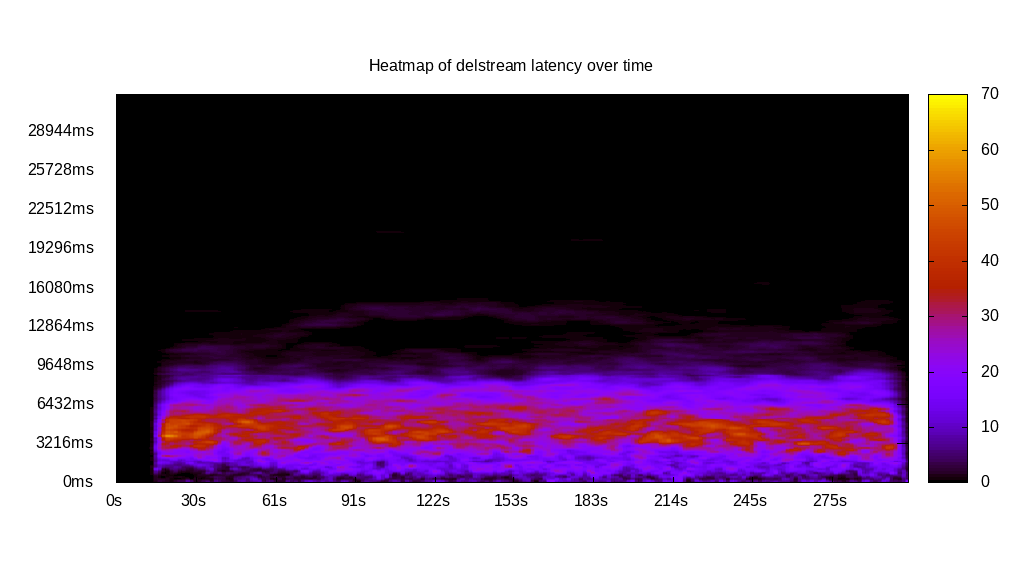 Heatmap of delstream latency over time
28944ms
25728ms
22512ms
19296ms
16080ms
12864ms
9648ms
6432ms
3216ms
0ms
0s 30s 61s 91s 122s 153s 183s 214s 245s 275s
70
60
50
40
30
20
10
0